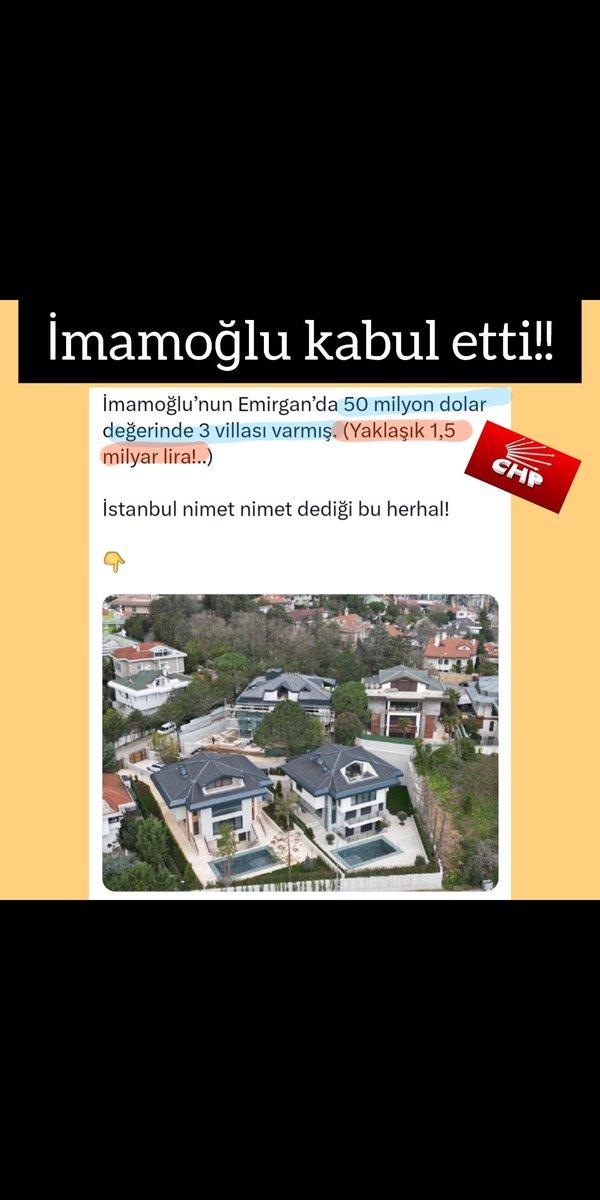 İmamoğlu kabul etti!!
İmamoğlu'nun Emirgan'da 50 milyon dolar
değerinde 3 villası varmış. (Yaklaşık 1,5
milyar lira!..)
CHP
İstanbul nimet nimet dediği bu herhal!